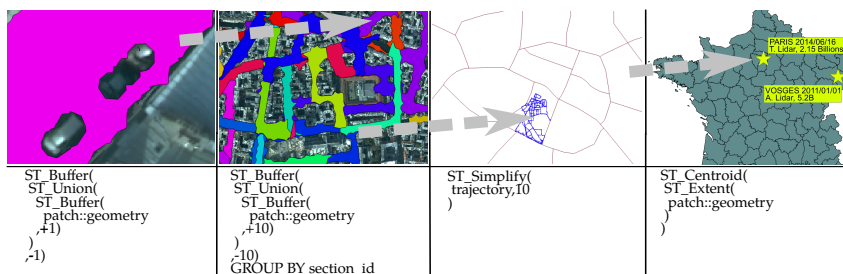 PARIS 2014/06/16
T. Lidar, 2.15 Billions
VOSGES 2011/01/01
A. Lidar, 5.2B
ST_Buffer(
ST_Union(
ST_Buffer(
patch::geometry
,+1)
)
,-1)
ST_Buffer(
ST_Union(
ST_Buffer(
patch::geometry
,+10)
)
,-10)
GROUP BY section_id
ST_Simplify(
trajectory,10
)
ST_Centroid(
ST_Extent(
patch::geometry
)
)